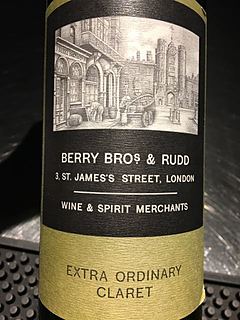 BERRY BROS & RUDD
3, ST. JAMES'S STREET, LONDON
WINE & SPIRIT MERCHANTS
EXTRA ORDINARY
CLARET